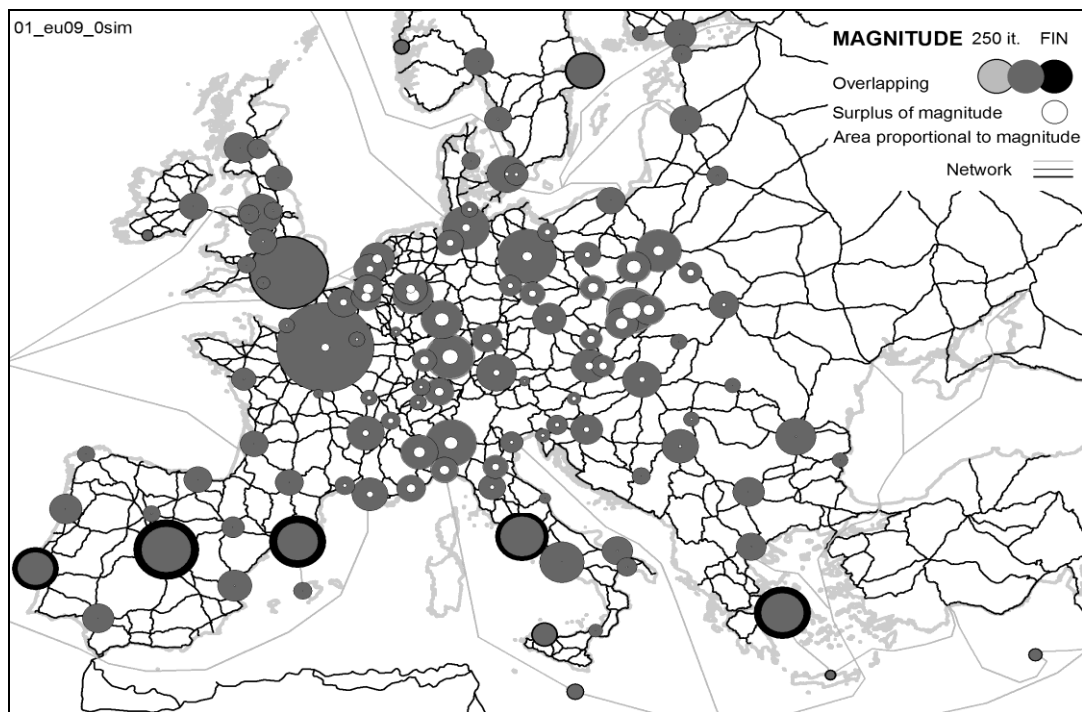 01_eu09_0sim
MAGNITUDE 250 it. FIN
Overlapping
Surplus of magnitude
Area proportional to magnitude
Network